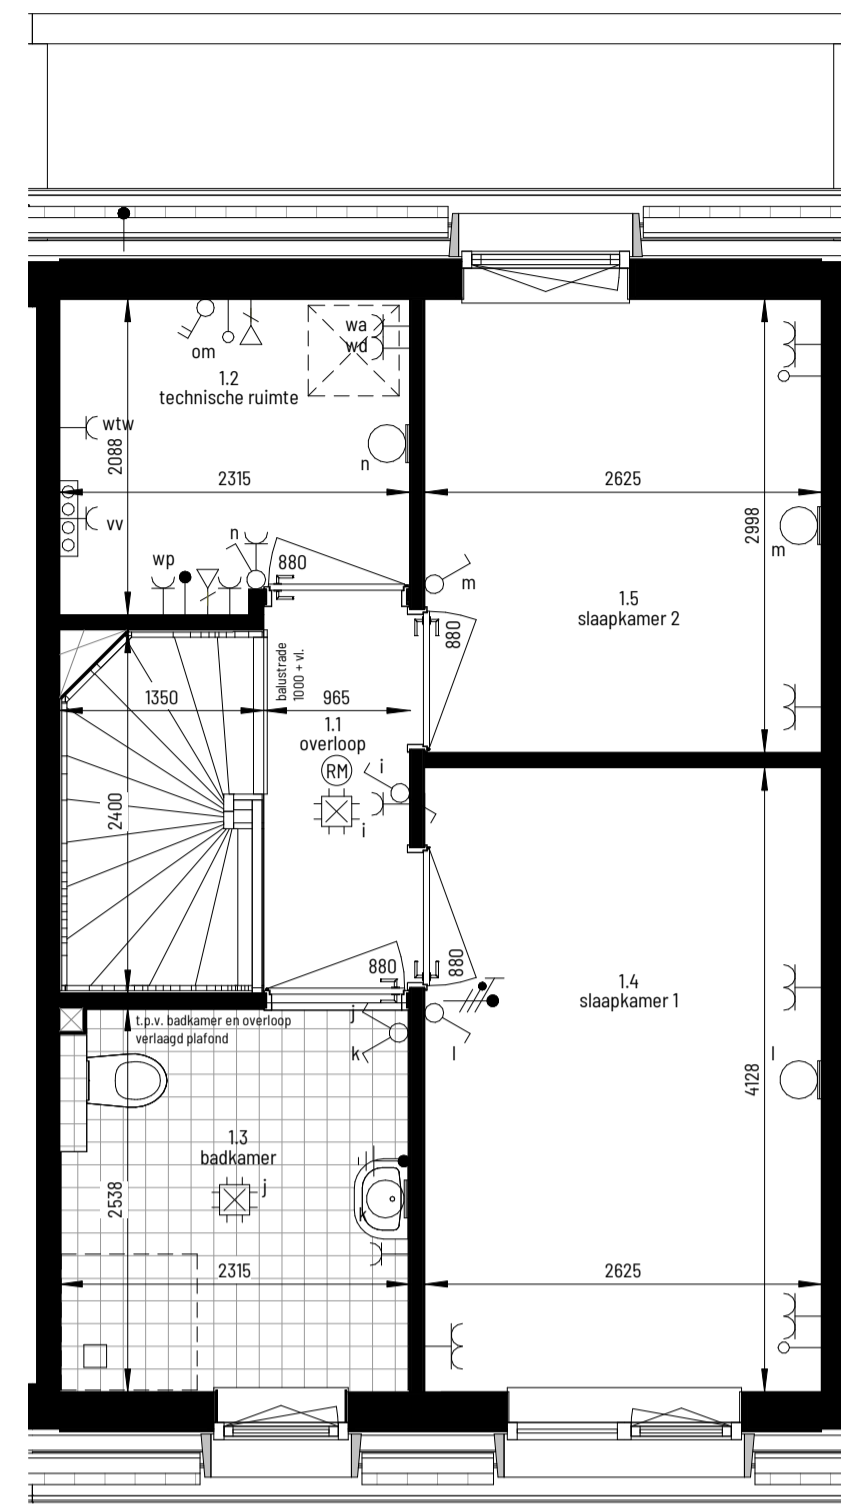 wa
om
wd
1.2
technische ruimte
wtw
2088
n
2315
2625
2998
vv
m
n
wp
880
m
1.5
slaapkamer 2
880
balustrade
1000 + vl.
1350
965
1.1
overloop
RM
i
2400
i
880
880
1.4
slaapkamer 1
t.p.v. badkamer en overloop
verlaagd plafond
j
k
l
l
4128
1.3
badkamer
j
2538
k
2315
2625